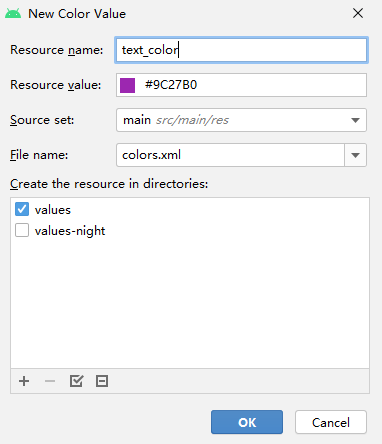 New Color Value
Resource name: text_color
Resource value: #9C27B0
Source set: main src/main/res
File name: colors.xml
Create the resource in directories:
values
values-night
OK Cancel